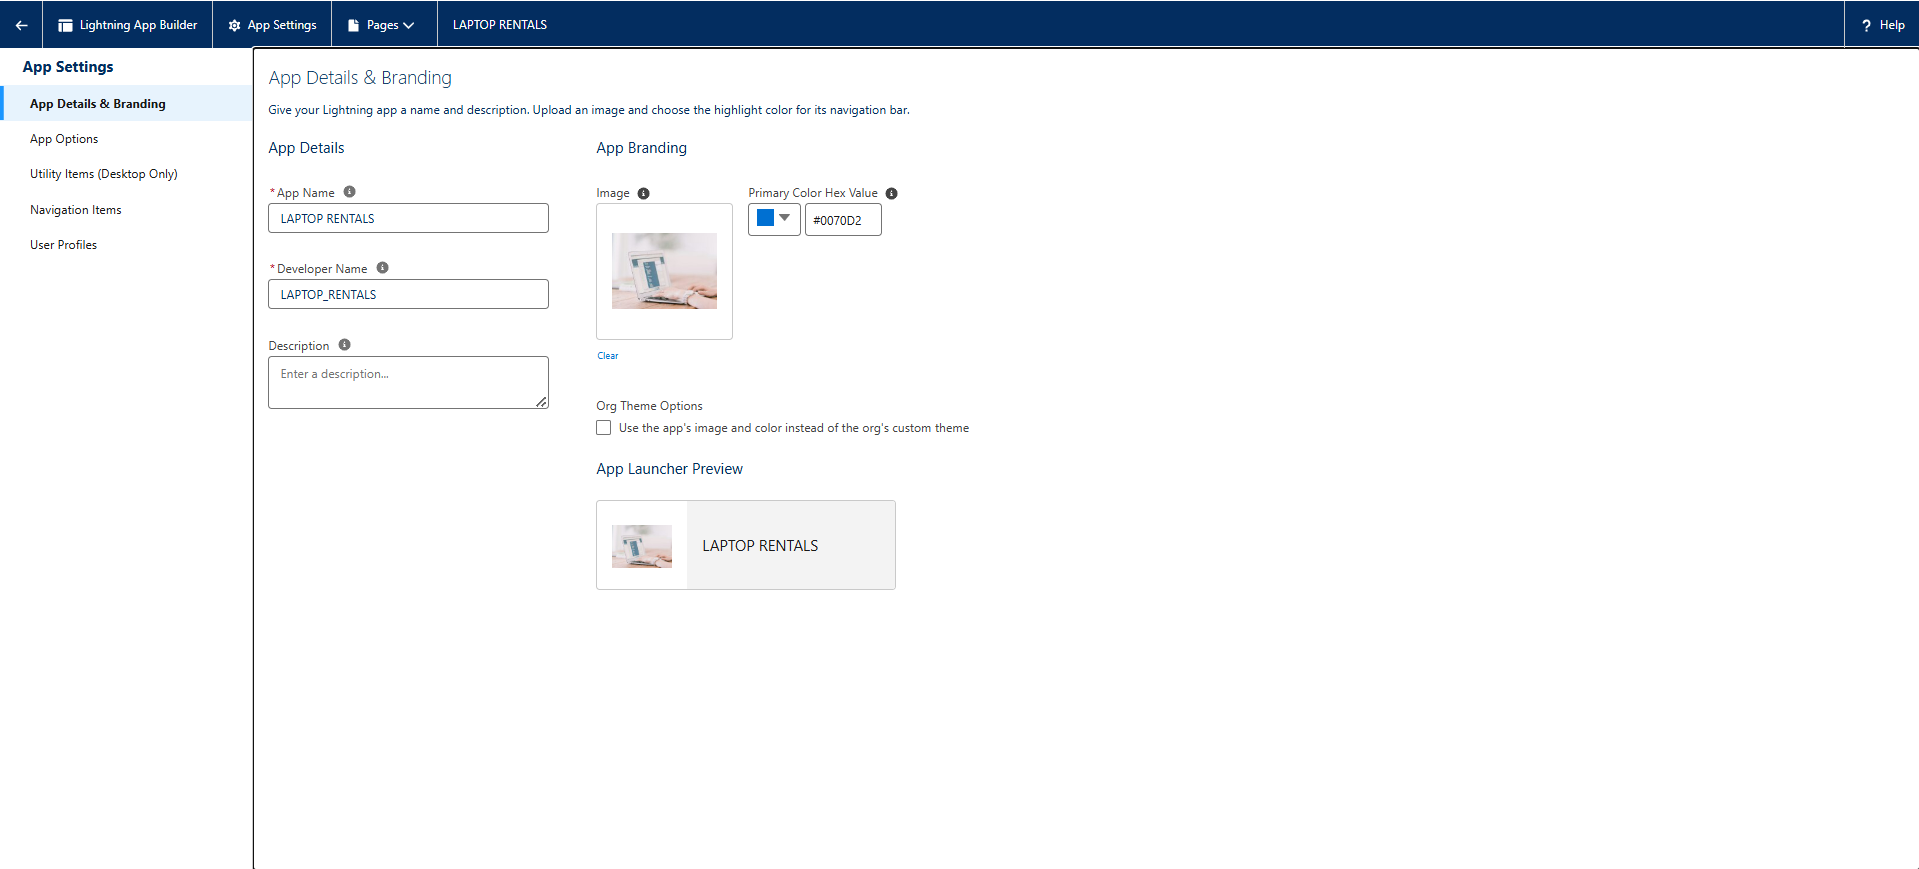 Lightning App Builder
App Settings
Pages
LAPTOP RENTALS
? Help
App Settings
App Details & Branding
App Options
Utility Items (Desktop Only)
Navigation Items
User Profiles
App Details & Branding
Give your Lightning app a name and description. Upload an image and choose the highlight color for its navigation bar.
App Details
* App Name
LAPTOP RENTALS
* Developer Name
LAPTOP_RENTALS
Description
Enter a description...
App Branding
Image
Clear
Primary Color Hex Value
#0070D2
Org Theme Options
Use the app's image and color instead of the org's custom theme
App Launcher Preview
LAPTOP RENTALS